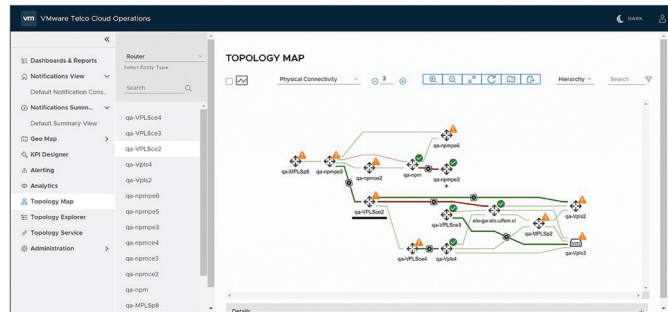 vm VMware Telco Cloud Operations
DARK
«
Dashboards & Reports
Notifications View
Default Notification Cons..
Notifications Summ...
Default Summary View
Geo Map
KPI Designer
Alerting
Analytics
Topology Map
Topology Explorer
Topology Service
Administration
Router
Select Entity Type
Search
qa-VPLSce4
qa-VPLSce3
qa-VPLSce2
qa-Vpls4
qa-Vpls2
qa-npmpe6
qa-npmpe5
qa-npmpe3
qa-npmce4
qa-npmce3
qa-npmce2
qa-npm
qa-MPLSp8
TOPOLOGY MAP
Physical Connectivity
3
Hierarchy
Search
qa-npmpe6
qa-MPLSp8
qa-npmpe5
qa-npmce2
qa-npm
qa-npmpe3
+
qa-VPLSce2
qa-VPLSce3
elo-gw.elo.utfsm.cl
qa-MPLSp2
qa-Vpls2
qa-VPLSce4
qa-Vpls4
qa-Vpls3
Details
+